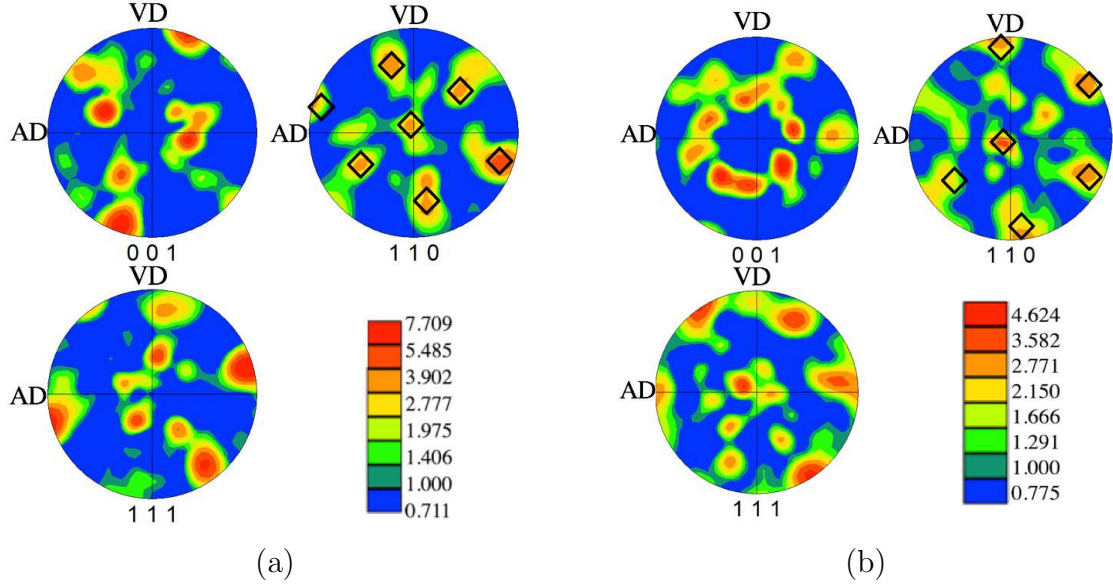 VD
AD
0 0 1
VD
1 1 0
VD
AD
1 1 1
7.709
5.485
3.902
2.777
1.975
1.406
1.000
0.711
(a)
VD
AD
0 0 1
VD
AD
1 1 0
VD
AD
1 1 1
4.624
3.582
2.771
2.150
1.666
1.291
1.000
0.775
(b)